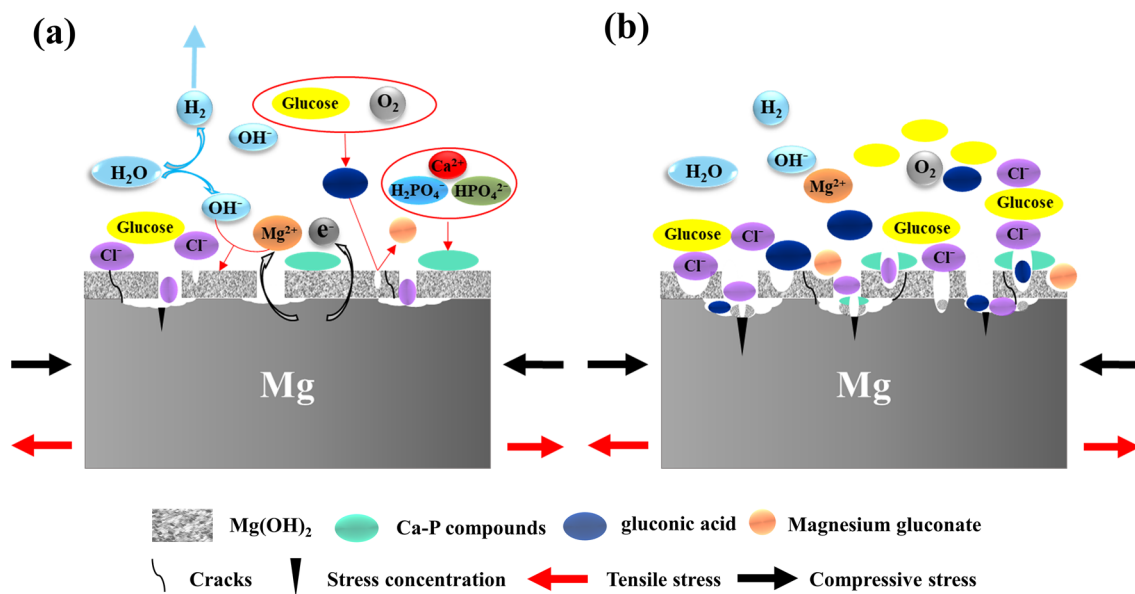 (a)
(b)
Glucose
O₂
H₂
H₂
OH⁻
Ca²⁺
H₂O
H₂PO₄⁻
HPO₄²⁻
OH⁻
Glucose
Cl⁻
Cl⁻
Mg²⁺
e⁻
H₂O
OH⁻
Mg²⁺
O₂
Cl⁻
Glucose
Glucose
Cl⁻
Glucose
Cl⁻
Cl⁻
Cl⁻
Mg
Mg
Mg(OH)₂
Ca-P compounds
gluconic acid
Magnesium gluconate
Cracks
Stress concentration
Tensile stress
Compressive stress